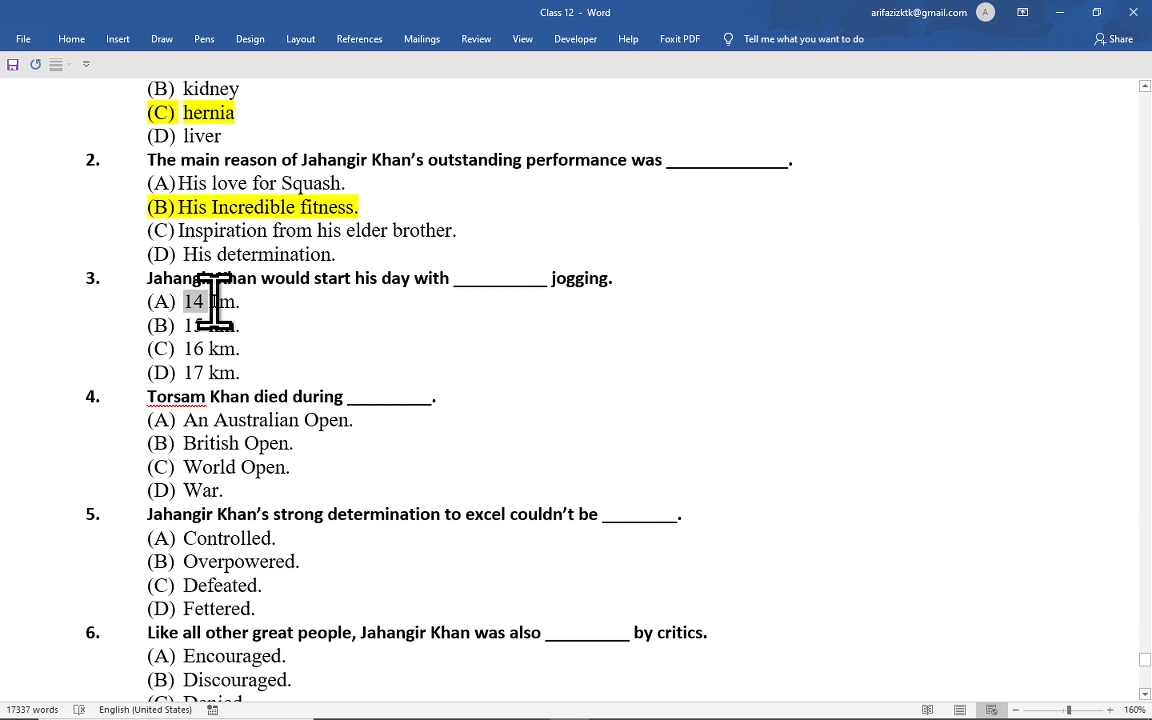 Class 12 - Word
arifazizktk@gmail.com
A
File Home Insert Draw Pens Design Layout References Mailings Review View Developer Help Foxit PDF Tell me what you want to do Share
(B) kidney
(C) hernia
(D) liver
2. The main reason of Jahangir Khan's outstanding performance was _____________.
(A) His love for Squash.
(B) His Incredible fitness.
(C) Inspiration from his elder brother.
(D) His determination.
3. Khan would start his day with __________ jogging.
(A) 14
(B)
(C) 16 km.
(D) 17 km.
4. Torsam Khan died during _________.
(A) An Australian Open.
(B) British Open.
(C) World Open.
(D) War.
5. Jahangir Khan's strong determination to excel couldn't be ________.
(A) Controlled.
(B) Overpowered.
(C) Defeated.
(D) Fettered.
6. Like all other great people, Jahangir Khan was also _________ by critics.
(A) Encouraged.
(B) Discouraged.
(C) Denied
17337 words English (United States) 160%